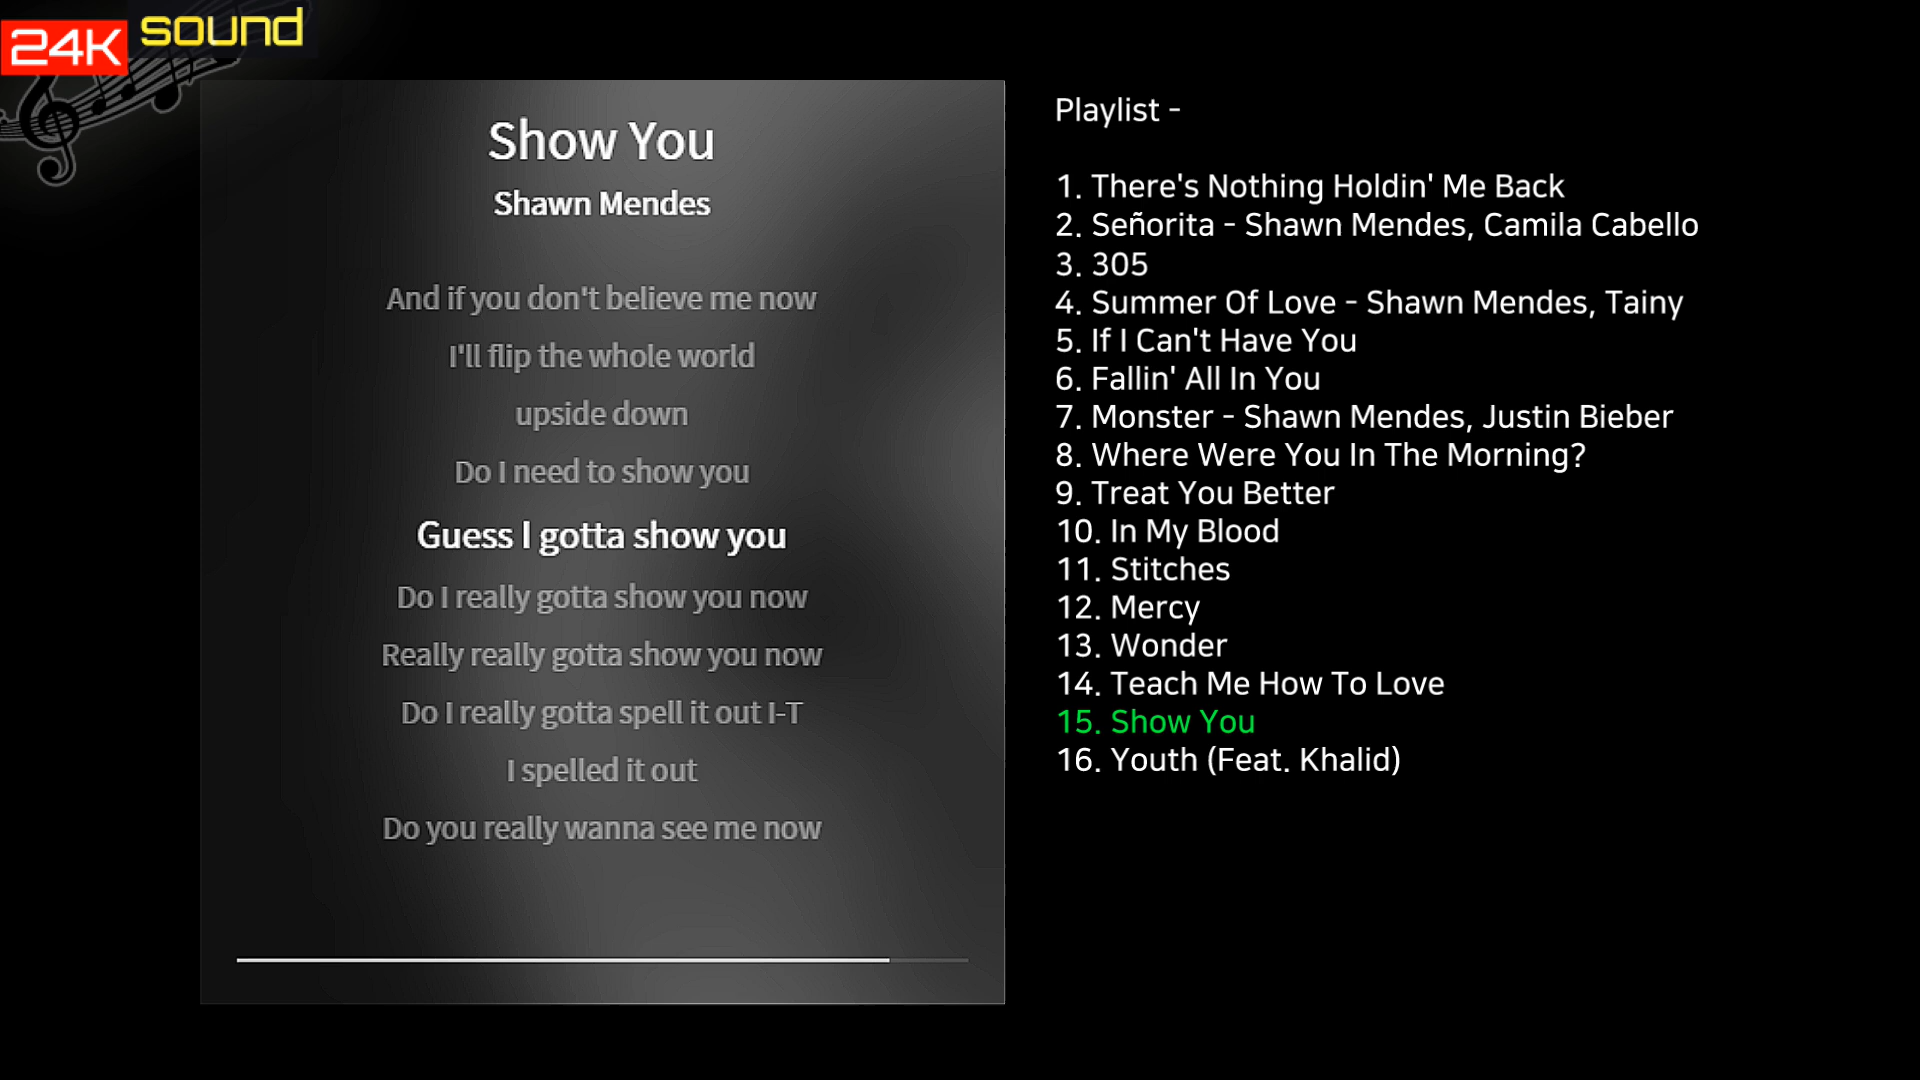 24K sound
Show You
Shawn Mendes
And if you don't believe me now
I'll flip the whole world
upside down
Do I need to show you
Guess I gotta show you
Do I really gotta show you now
Really really gotta show you now
Do I really gotta spell it out I-T
I spelled it out
Do you really wanna see me now
Playlist -
1. There's Nothing Holdin' Me Back
2. Señorita - Shawn Mendes, Camila Cabello
3. 305
4. Summer Of Love - Shawn Mendes, Tainy
5. If I Can't Have You
6. Fallin' All In You
7. Monster - Shawn Mendes, Justin Bieber
8. Where Were You In The Morning?
9. Treat You Better
10. In My Blood
11. Stitches
12. Mercy
13. Wonder
14. Teach Me How To Love
15. Show You
16. Youth (Feat. Khalid)